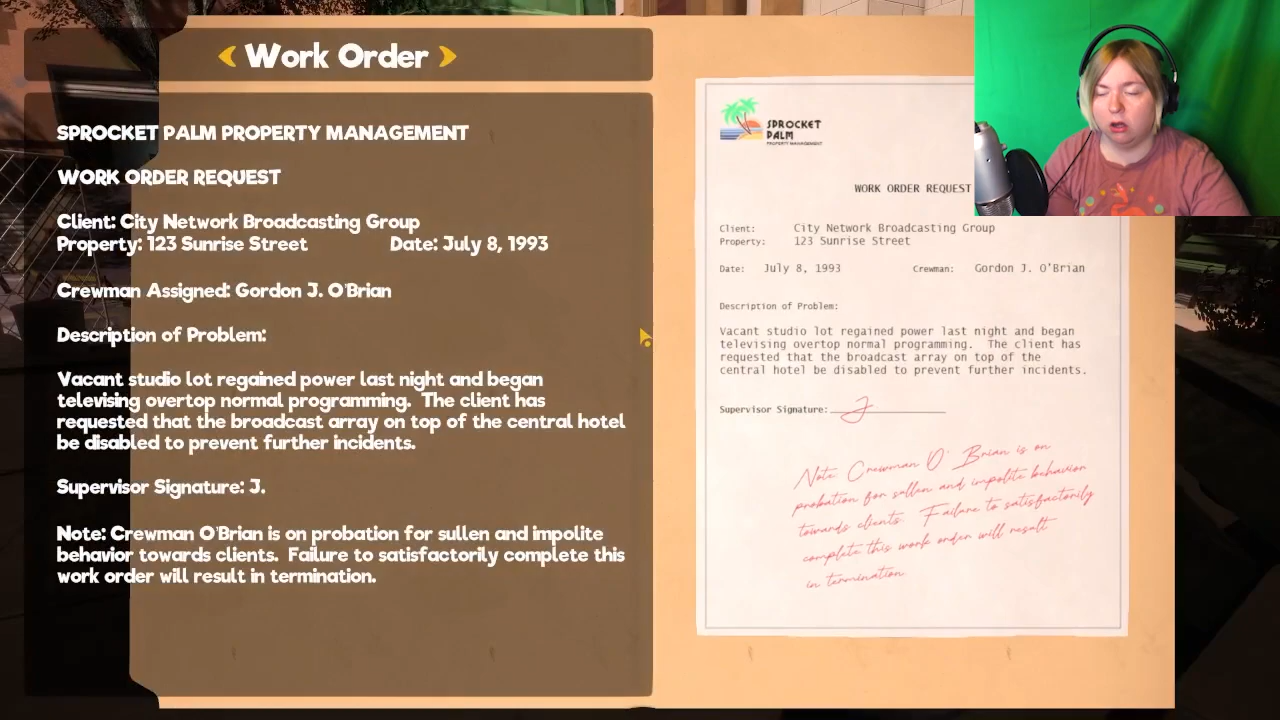 Work Order
SPROCKET PALM PROPERTY MANAGEMENT
WORK ORDER REQUEST
Client: City Network Broadcasting Group
Property: 123 Sunrise Street Date: July 8, 1993
Crewman Assigned: Gordon J. O'Brian
Description of Problem:
Vacant studio lot regained power last night and began
televising overtop normal programming. The client has
requested that the broadcast array on top of the central hotel
be disabled to prevent further incidents.
Supervisor Signature: J.
Note: Crewman O'Brian is on probation for sullen and impolite
behavior towards clients. Failure to satisfactorily complete this
work order will result in termination.
SPROCKET
PALM
PROPERTY MANAGEMENT
WORK ORDER REQUEST
Client: City Network Broadcasting Group
Property: 123 Sunrise Street
Date: July 8, 1993 Crewman: Gordon J. O'Brian
Description of Problem:
Vacant studio lot regained power last night and began
televising overtop normal programming. The client has
requested that the broadcast array on top of the
central hotel be disabled to prevent further incidents.
Supervisor Signature: J
Note Crewman O'Brian is on
probation for sullen and impolite behavior
towards clients. Failure to satisfactorily
complete this work order will result
in termination